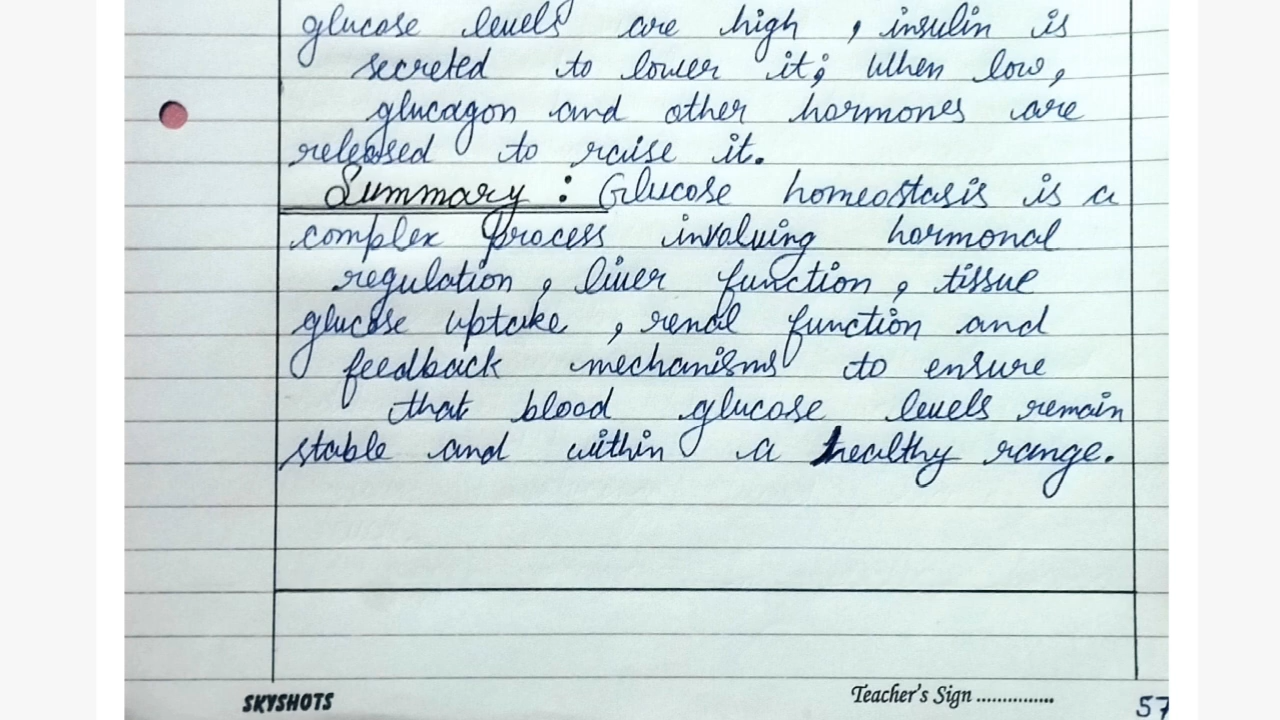 glucose levels are high , insulin is
secreted to lower it; When low,
glucagon and other hormones are
released to raise it.
Summary : Glucose homeostasis is a
complex process involving hormonal
regulation , liver function , tissue
glucose uptake , renal function and
feedback mechanisms to ensure
that blood glucose levels remain
stable and within a healthy range.
SKYSHOTS
Teacher's Sign ...............
57